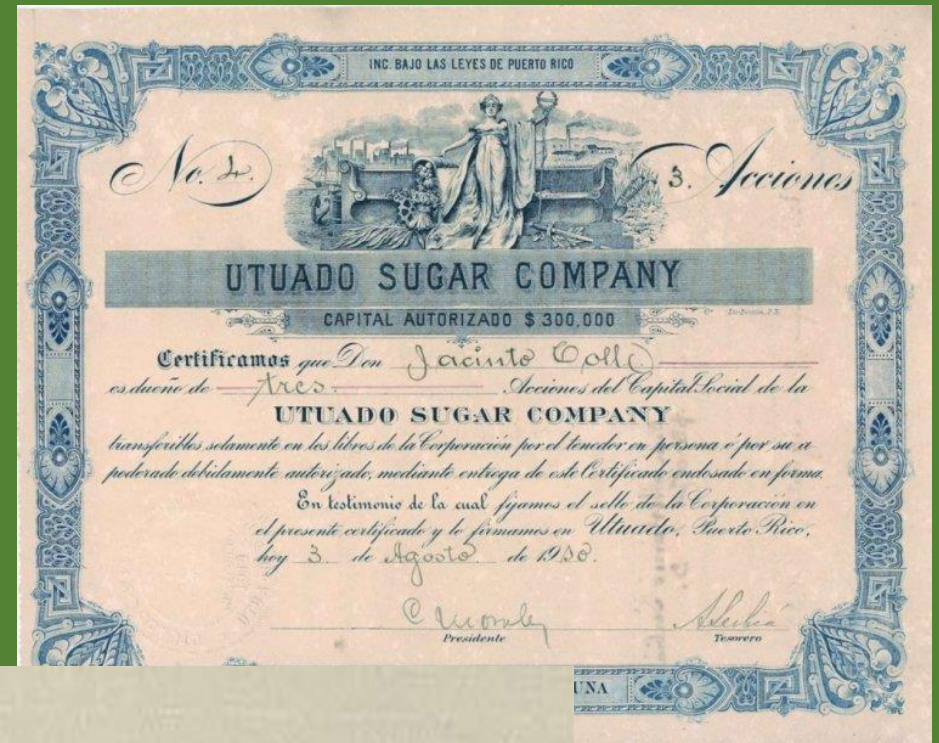 INC. BAJO LAS LEYES DE PUERTO RICO
No. 4. 3. Acciones
UTUADO SUGAR COMPANY
CAPITAL AUTORIZADO $300,000
Certificamos que Don Jacinto Colle
es dueño de tres Acciones del Capital Social de la
UTUADO SUGAR COMPANY
transferibles solamente en los libros de la Corporación por el tenedor en persona ó por su a
poderado debidamente autorizado, mediante entrega de este Certificado endosado en forma.
En testimonio de la cual fijamos el sello de la Corporación en
el presente certificado y lo firmamos en Utuado, Puerto Rico,
hoy 3 de Agosto de 19
Presidente Tesorero
UNA